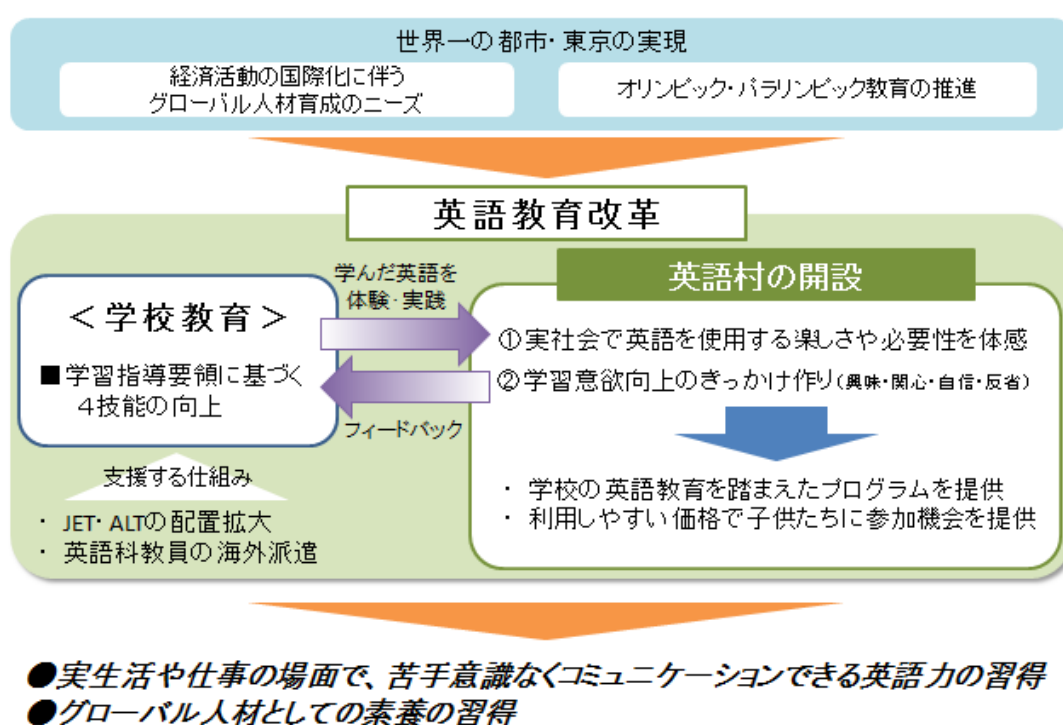 世界一の都市・東京の実現
経済活動の国際化に伴う
グローバル人材育成のニーズ
オリンピック・パラリンピック教育の推進
英語教育改革
＜学校教育＞
■学習指導要領に基づく
４技能の向上
学んだ英語を
体験・実践
フィードバック
英語村の開設
①実社会で英語を使用する楽しさや必要性を体感
②学習意欲向上のきっかけ作り（興味・関心・自信・反省）
・ 学校の英語教育を踏まえたプログラムを提供
・ 利用しやすい価格で子供たちに参加機会を提供
支援する仕組み
・ JET・ALTの配置拡大
・ 英語科教員の海外派遣
●実生活や仕事の場面で、苦手意識なくコミュニケーションできる英語力の習得
●グローバル人材としての素養の習得